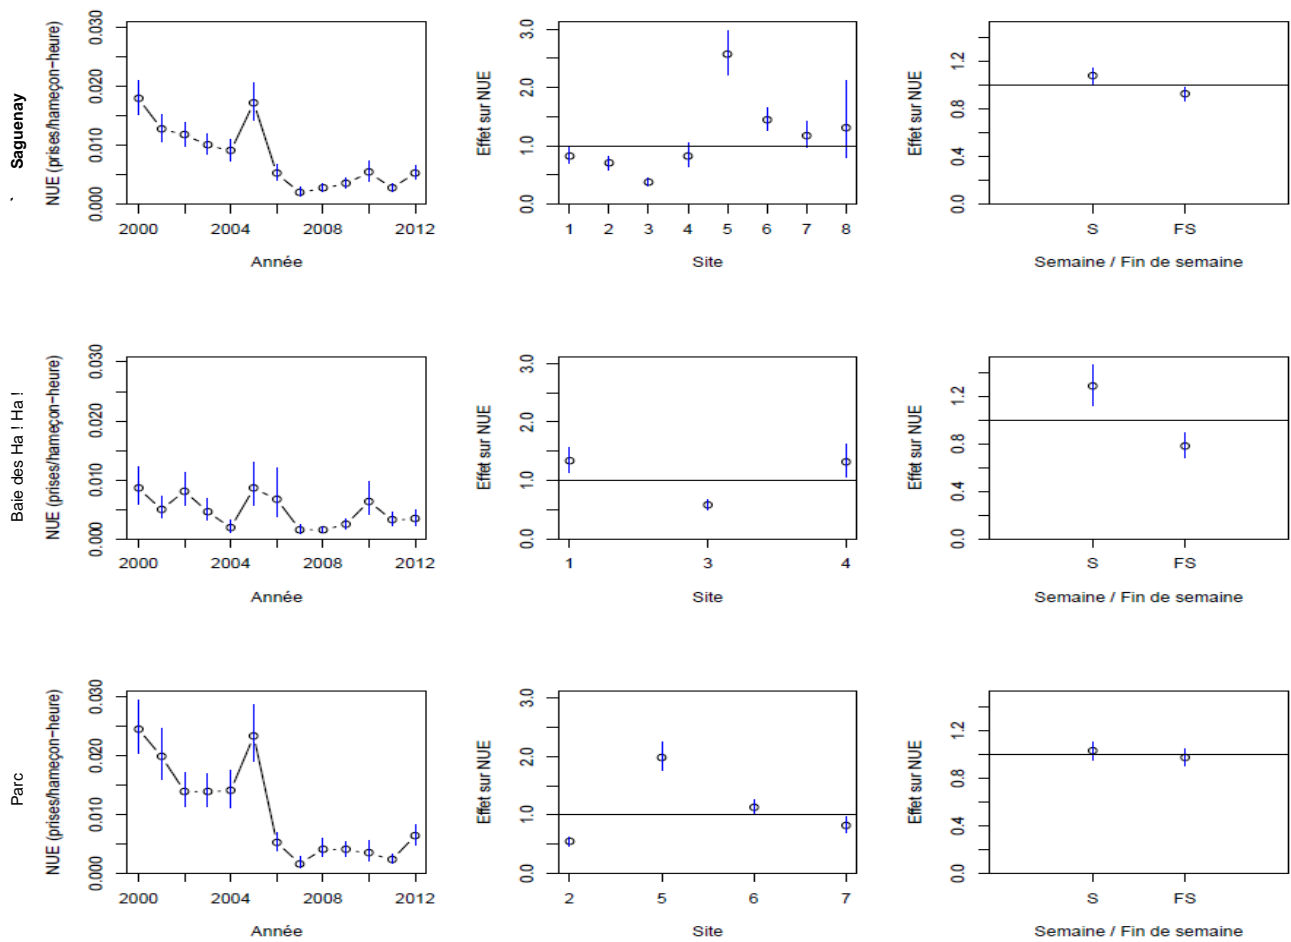 Saguenay
`
NUE (prises/hameçon-heure)
0.000 0.010 0.020 0.030
2000 2004 2008 2012
Année
Effet sur NUE
0.0 1.0 2.0 3.0
1 2 3 4 5 6 7 8
Site
Effet sur NUE
0.0 0.4 0.8 1.2
S FS
Semaine / Fin de semaine
Baie des Ha ! Ha !
NUE (prises/hameçon-heure)
0.000 0.010 0.020 0.030
2000 2004 2008 2012
Année
Effet sur NUE
0.0 1.0 2.0 3.0
1 3 4
Site
Effet sur NUE
0.0 0.4 0.8 1.2
S FS
Semaine / Fin de semaine
Parc
NUE (prises/hameçon-heure)
0.000 0.010 0.020 0.030
2000 2004 2008 2012
Année
Effet sur NUE
0.0 1.0 2.0 3.0
2 5 6 7
Site
Effet sur NUE
0.0 0.4 0.8 1.2
S FS
Semaine / Fin de semaine